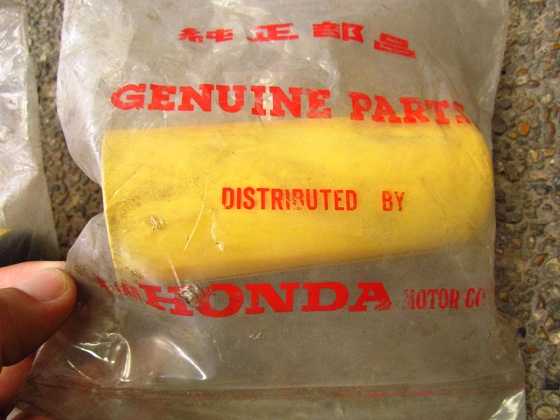 純正部品
GENUINE PARTS
DISTRIBUTED BY
HONDA MOTOR CO